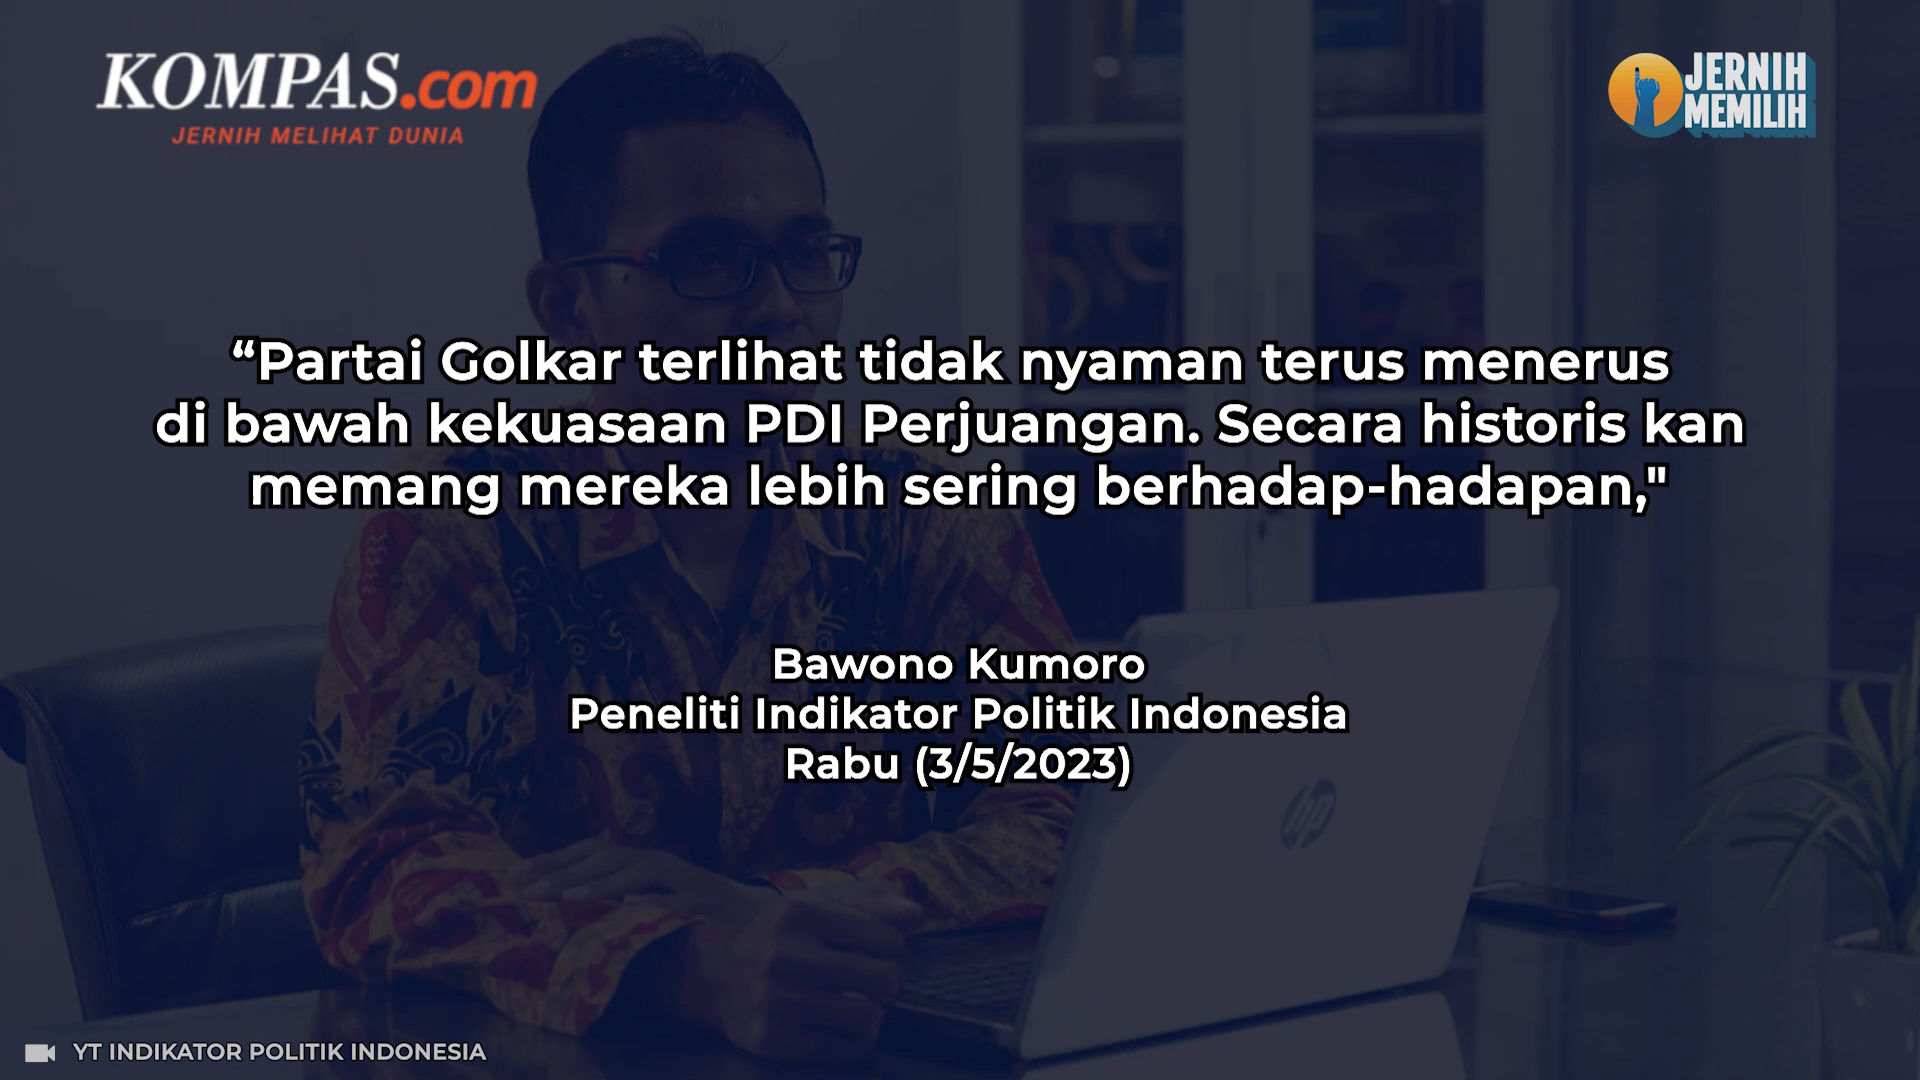 KOMPAS.com
JERNIH MELIHAT DUNIA
JERNIH
MEMILIH
“Partai Golkar terlihat tidak nyaman terus menerus
di bawah kekuasaan PDI Perjuangan. Secara historis kan
memang mereka lebih sering berhadap-hadapan,"
Bawono Kumoro
Peneliti Indikator Politik Indonesia
Rabu (3/5/2023)
hp
YT INDIKATOR POLITIK INDONESIA